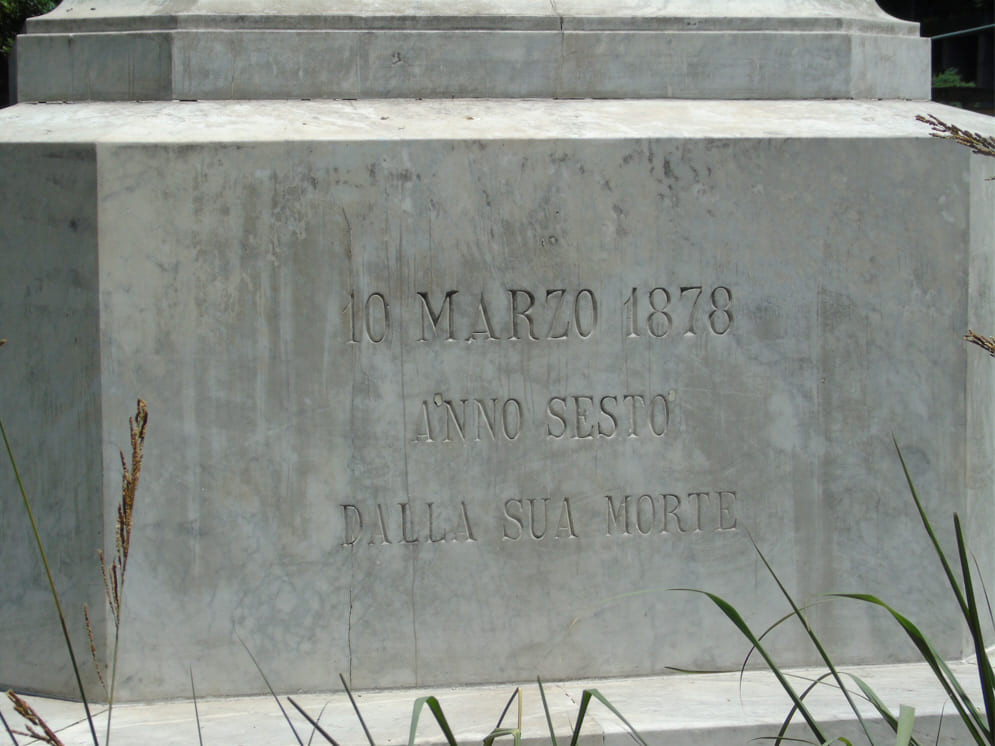 10 MARZO 1878
ANNO SESTO
DALLA SUA MORTE